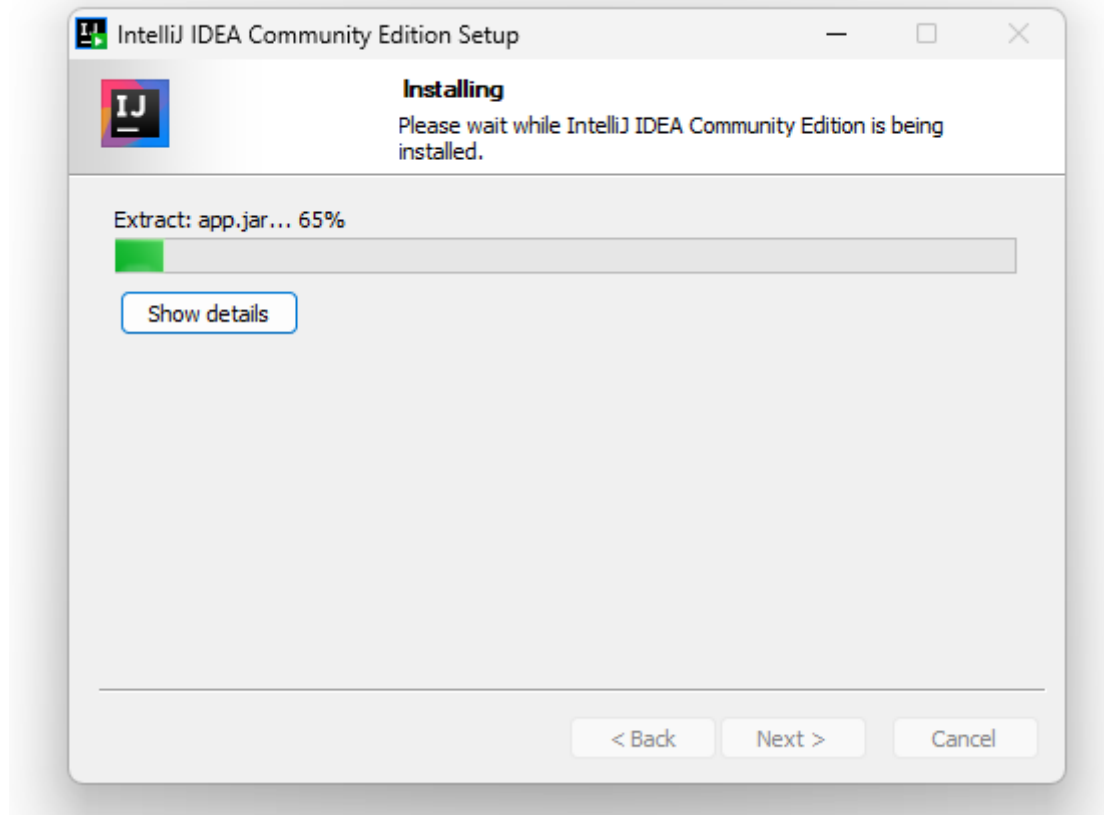 IntelliJ IDEA Community Edition Setup
IJ
Installing
Please wait while IntelliJ IDEA Community Edition is being
installed.
Extract: app.jar... 65%
Show details
< Back
Next >
Cancel